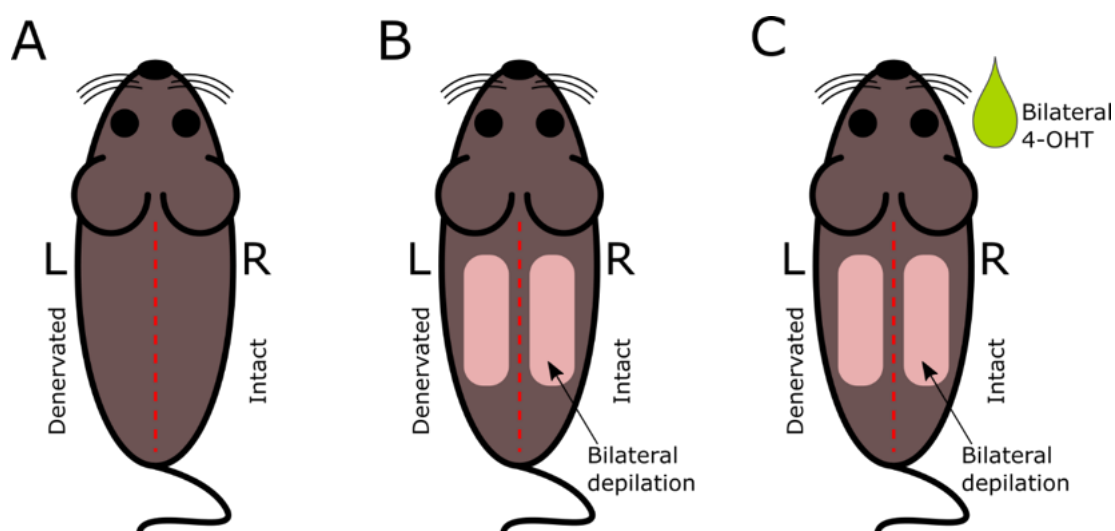 A
L
R
Denervated
Intact
B
L
R
Denervated
Intact
Bilateral
depilation
C
Bilateral
4-OHT
L
R
Denervated
Intact
Bilateral
depilation